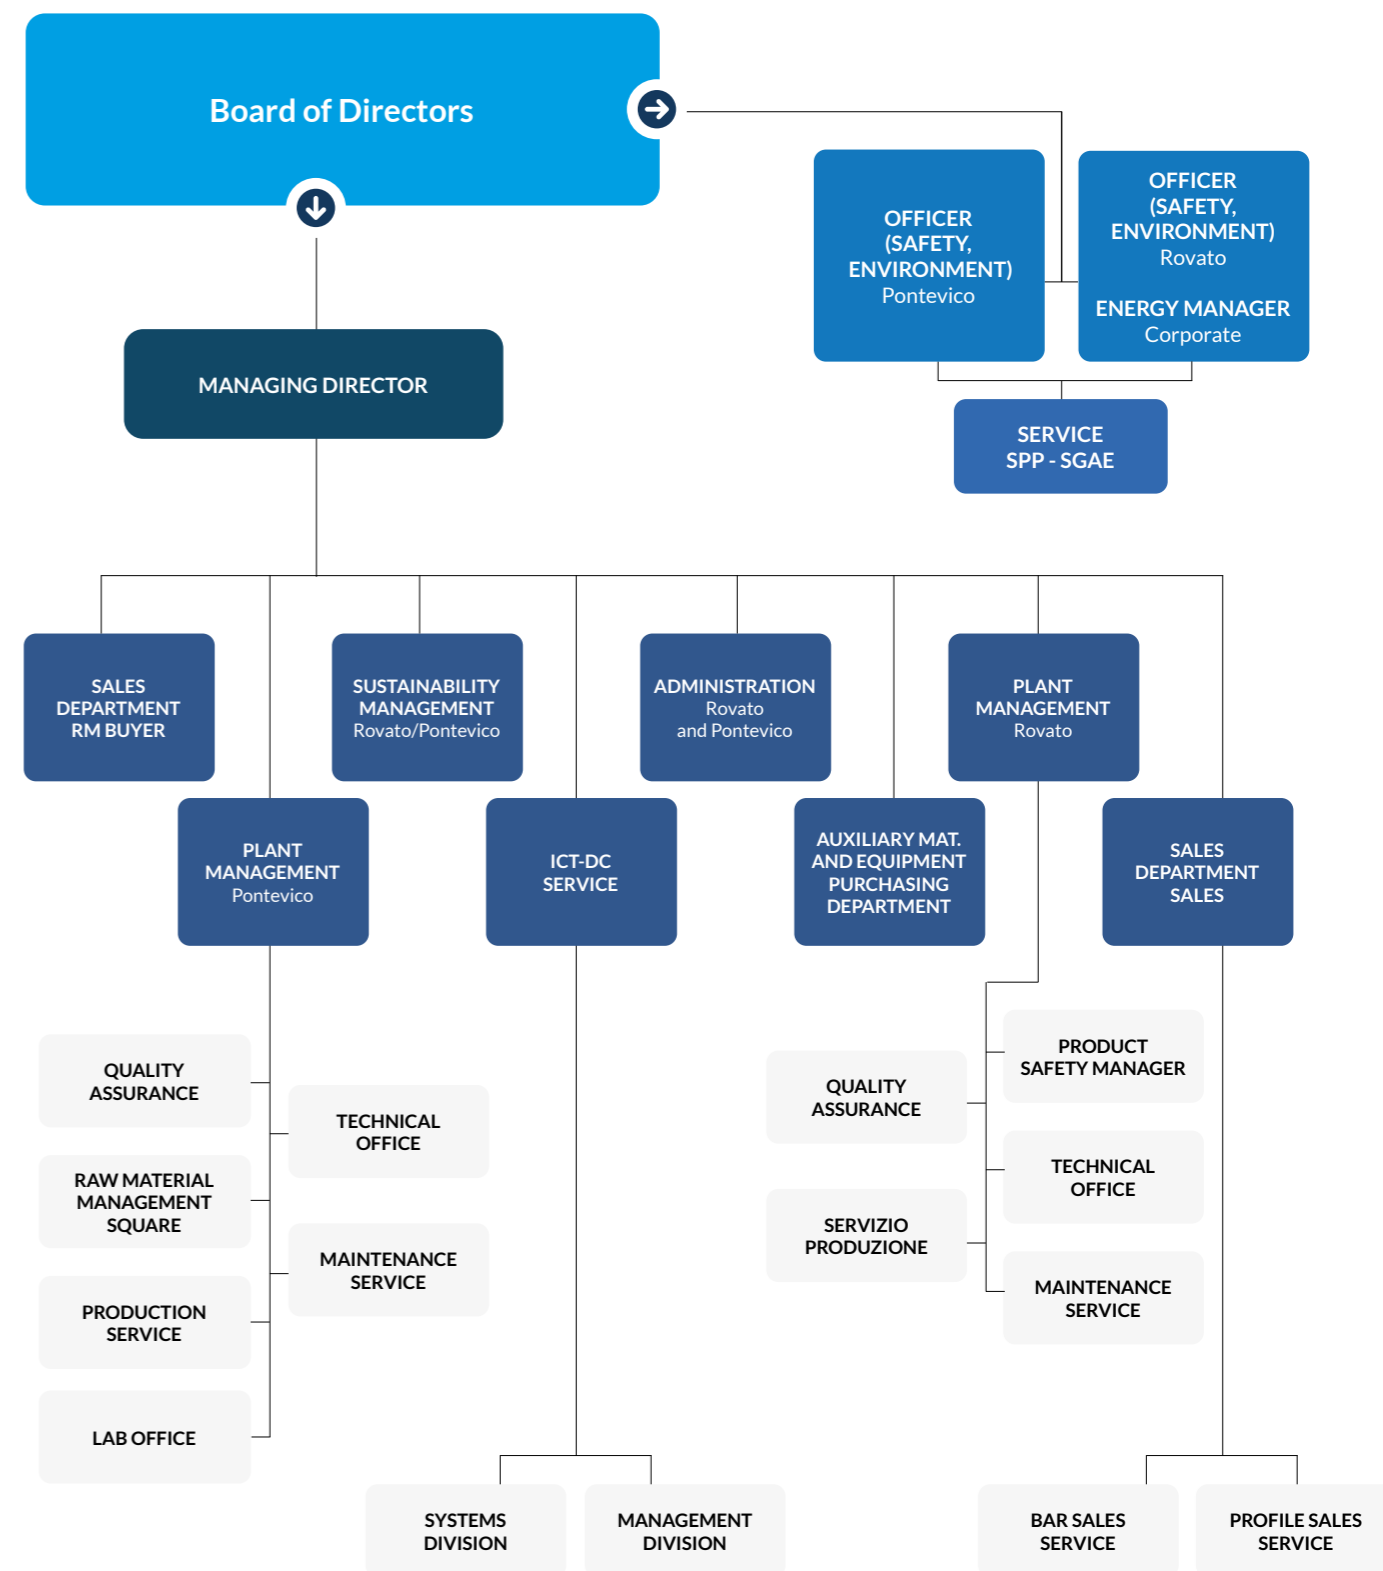 Board of Directors
OFFICER
(SAFETY,
ENVIRONMENT)
Pontevico
OFFICER
(SAFETY,
ENVIRONMENT)
Rovato
ENERGY MANAGER
Corporate
MANAGING DIRECTOR
SERVICE
SPP - SGAE
SALES
DEPARTMENT
RM BUYER
SUSTAINABILITY
MANAGEMENT
Rovato/Pontevico
ADMINISTRATION
Rovato
and Pontevico
PLANT
MANAGEMENT
Rovato
PLANT
MANAGEMENT
Pontevico
ICT-DC
SERVICE
AUXILIARY MAT.
AND EQUIPMENT
PURCHASING
DEPARTMENT
SALES
DEPARTMENT
SALES
QUALITY
ASSURANCE
TECHNICAL
OFFICE
RAW MATERIAL
MANAGEMENT
SQUARE
MAINTENANCE
SERVICE
PRODUCTION
SERVICE
LAB OFFICE
PRODUCT
SAFETY MANAGER
QUALITY
ASSURANCE
TECHNICAL
OFFICE
SERVIZIO
PRODUZIONE
MAINTENANCE
SERVICE
SYSTEMS
DIVISION
MANAGEMENT
DIVISION
BAR SALES
SERVICE
PROFILE SALES
SERVICE